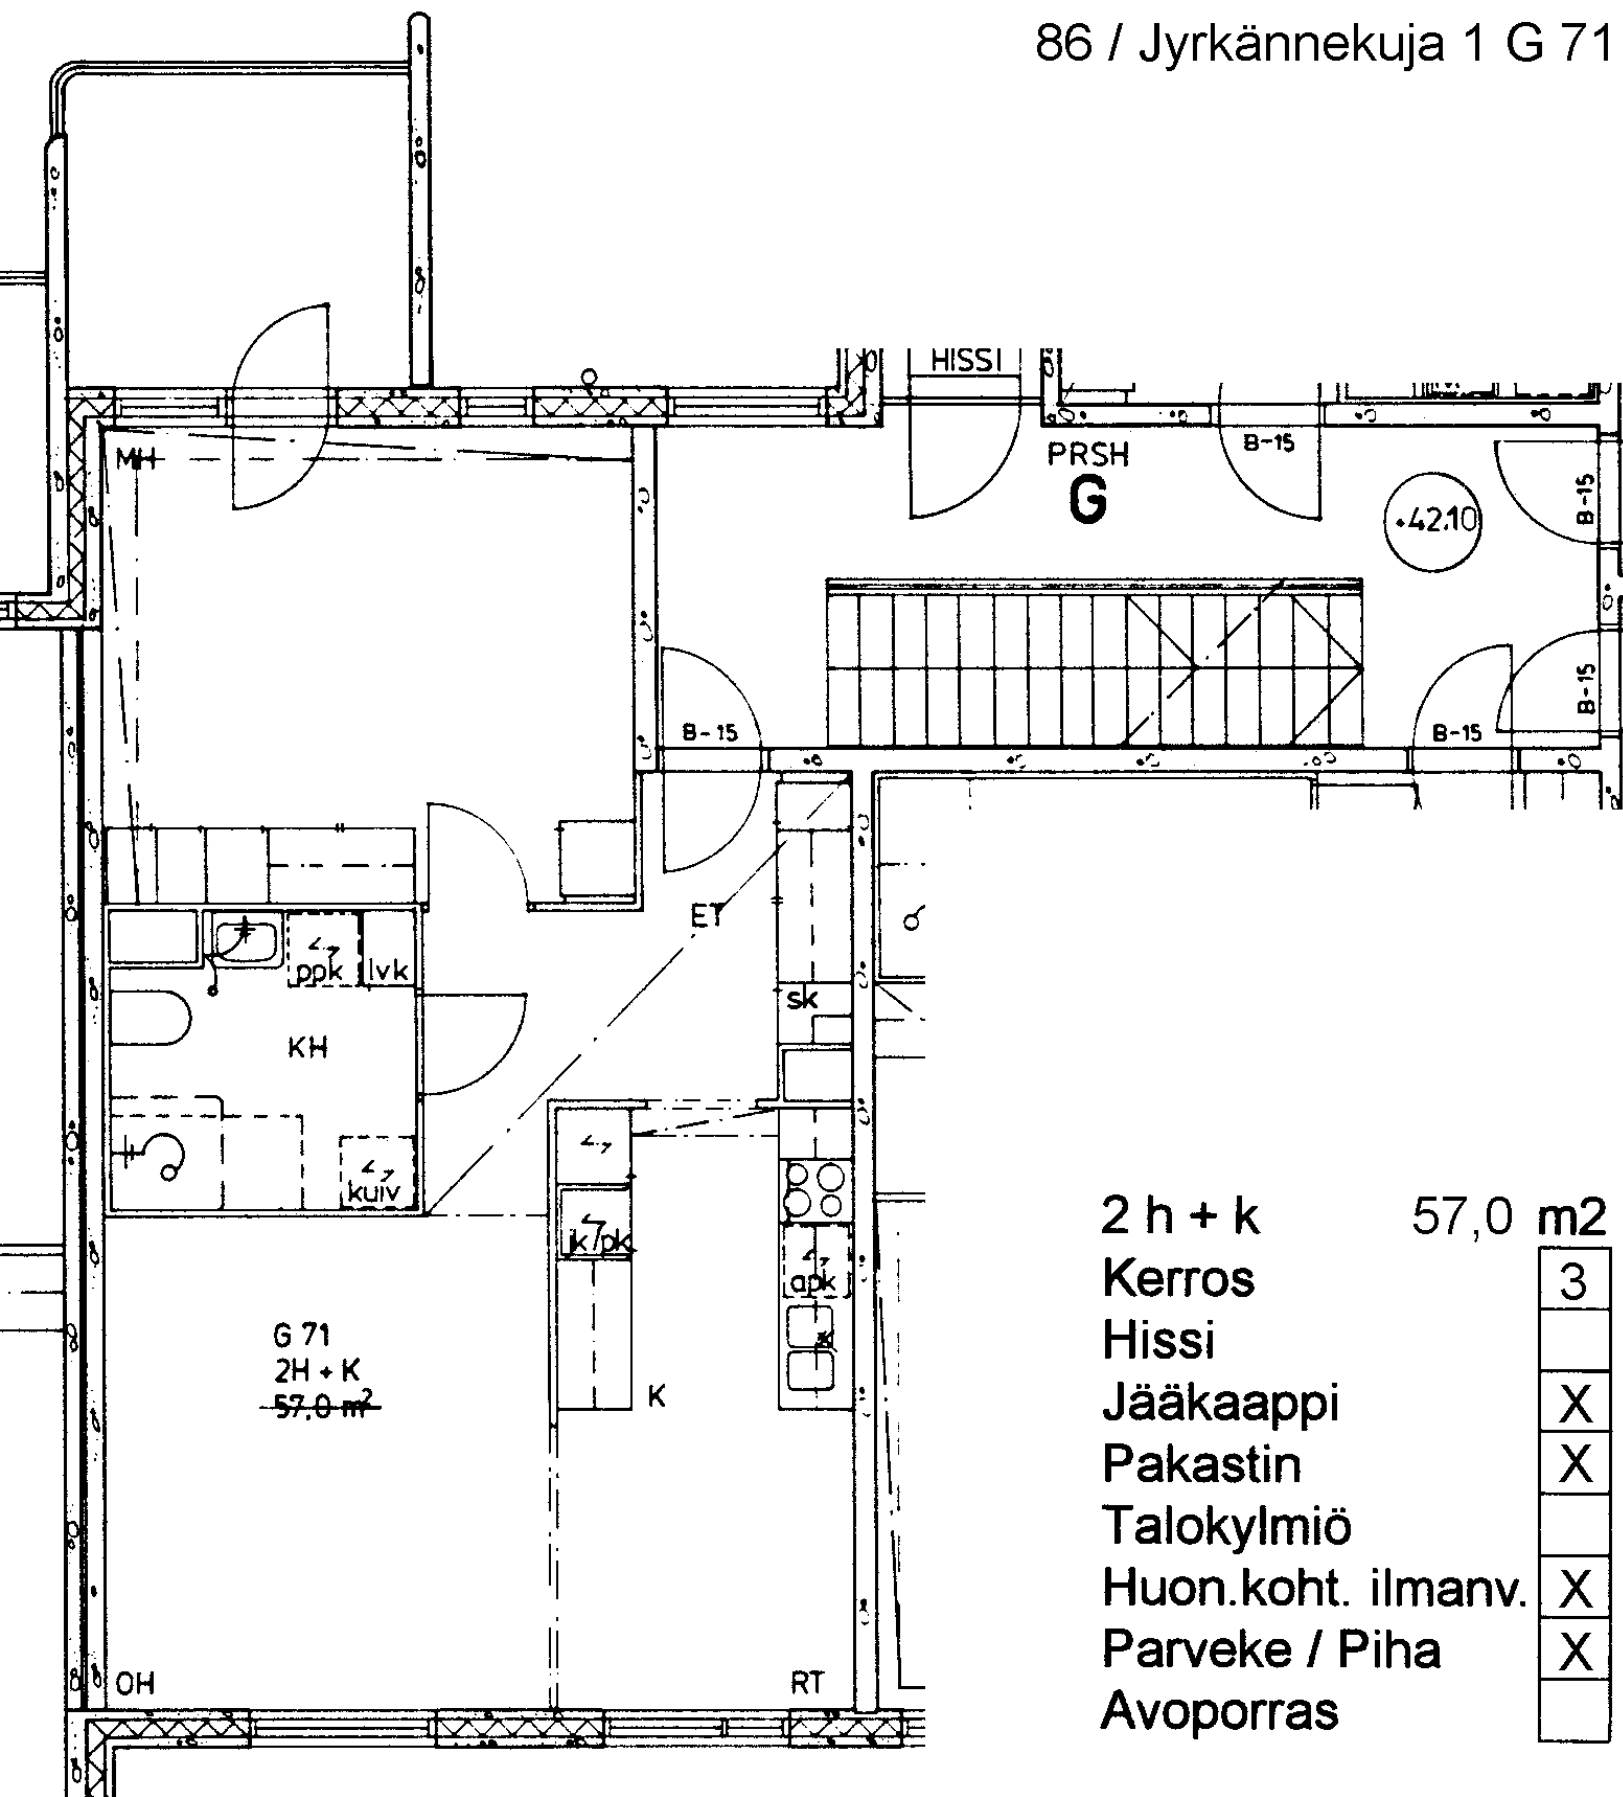 86 / Jyrkännekuja 1 G 71
HISSI
PRSH
G
B-15
B-15
+42.10
MH
B-15
B-15
B-15
ET
ppk
lvk
sk
KH
kuiv
jk/pk
apk
G 71
2H + K
57,0 m²
K
OH
RT
2 h + k 57,0 m2
Kerros 3
Hissi
Jääkaappi X
Pakastin X
Talokylmiö
Huon.koht. ilmanv. X
Parveke / Piha X
Avoporras